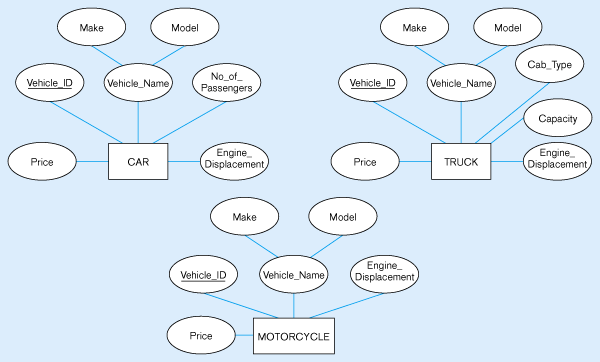 Make
Model
Vehicle_ID
Vehicle_Name
No_of_
Passengers
Price
CAR
Engine_
Displacement
Make
Model
Cab_Type
Vehicle_ID
Vehicle_Name
Capacity
Price
TRUCK
Engine_
Displacement
Make
Model
Vehicle_ID
Vehicle_Name
Engine_
Displacement
Price
MOTORCYCLE